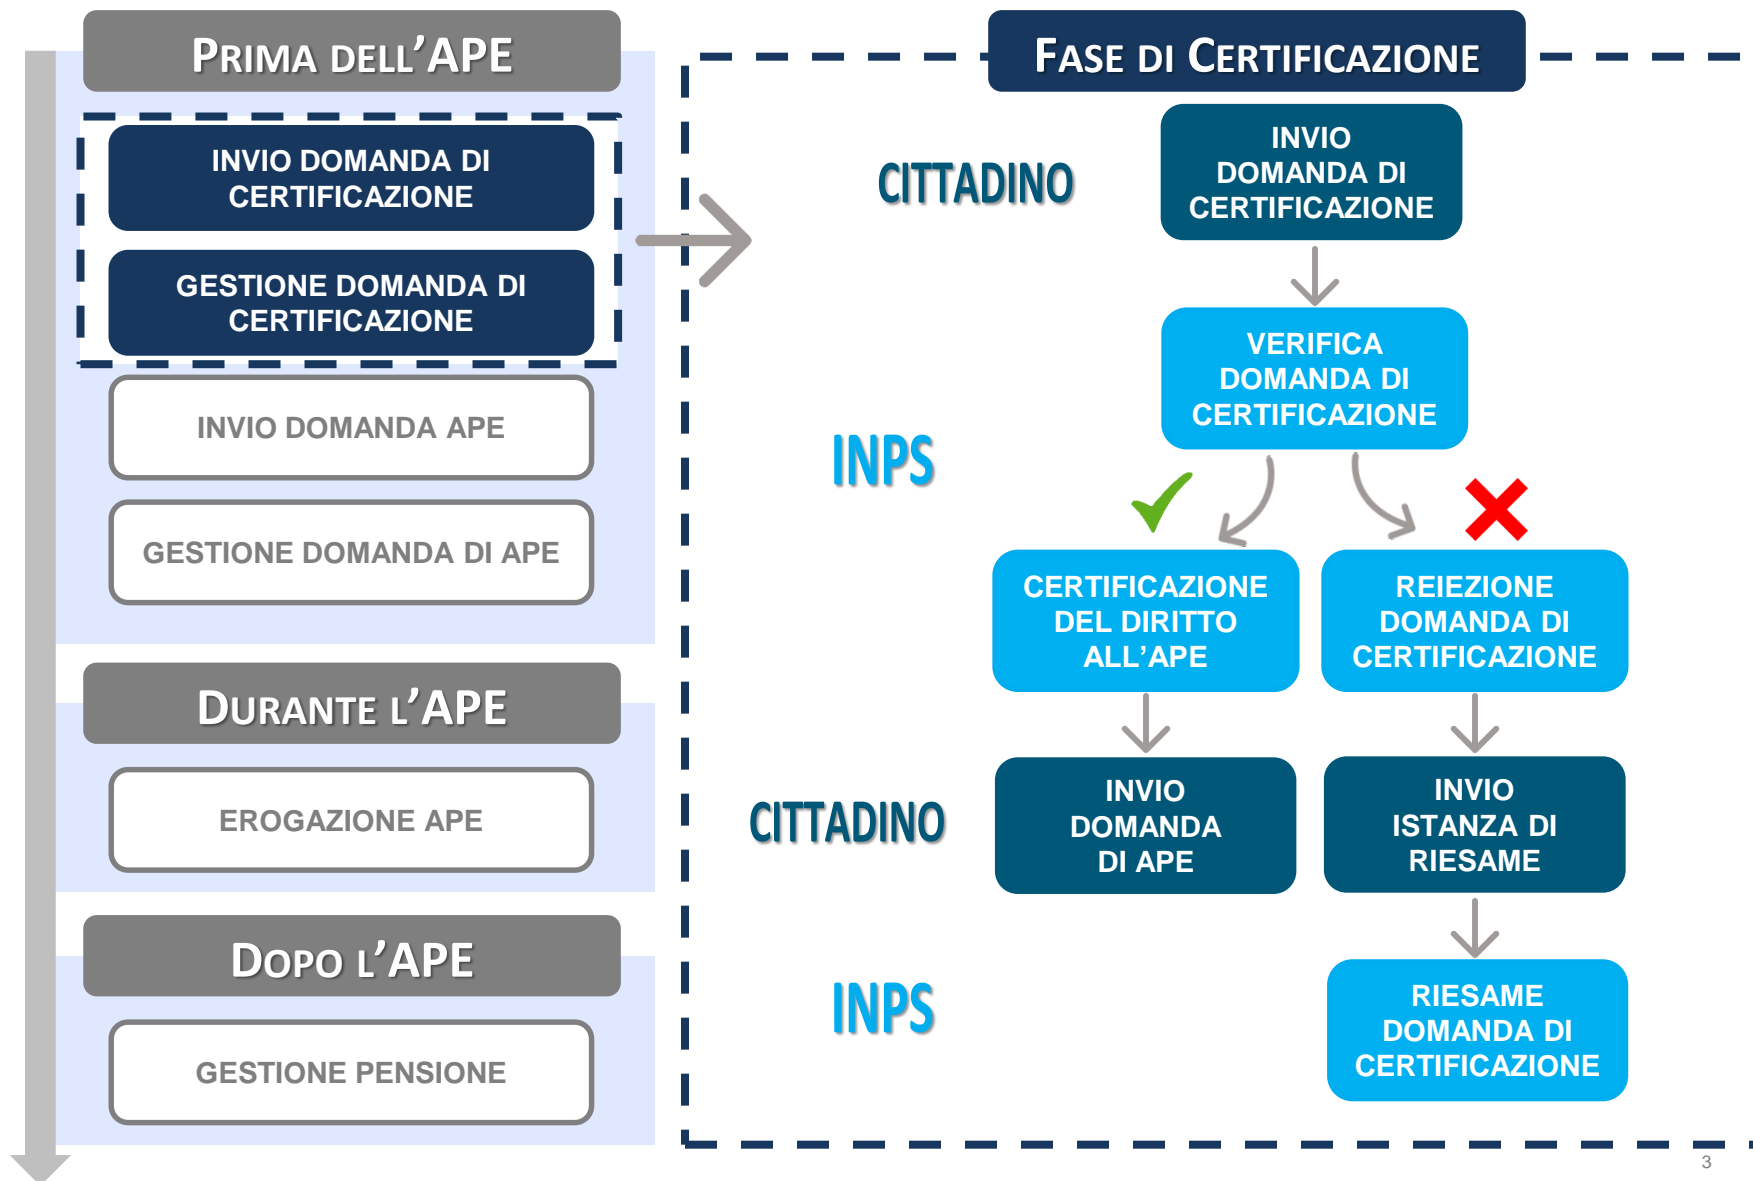 PRIMA DELL'APE
INVIO DOMANDA DI
CERTIFICAZIONE
GESTIONE DOMANDA DI
CERTIFICAZIONE
INVIO DOMANDA APE
GESTIONE DOMANDA DI APE
DURANTE L'APE
EROGAZIONE APE
DOPO L'APE
GESTIONE PENSIONE
FASE DI CERTIFICAZIONE
CITTADINO
INVIO
DOMANDA DI
CERTIFICAZIONE
INPS
VERIFICA
DOMANDA DI
CERTIFICAZIONE
CERTIFICAZIONE
DEL DIRITTO
ALL'APE
REIEZIONE
DOMANDA DI
CERTIFICAZIONE
CITTADINO
INVIO
DOMANDA
DI APE
INVIO
ISTANZA DI
RIESAME
INPS
RIESAME
DOMANDA DI
CERTIFICAZIONE
3